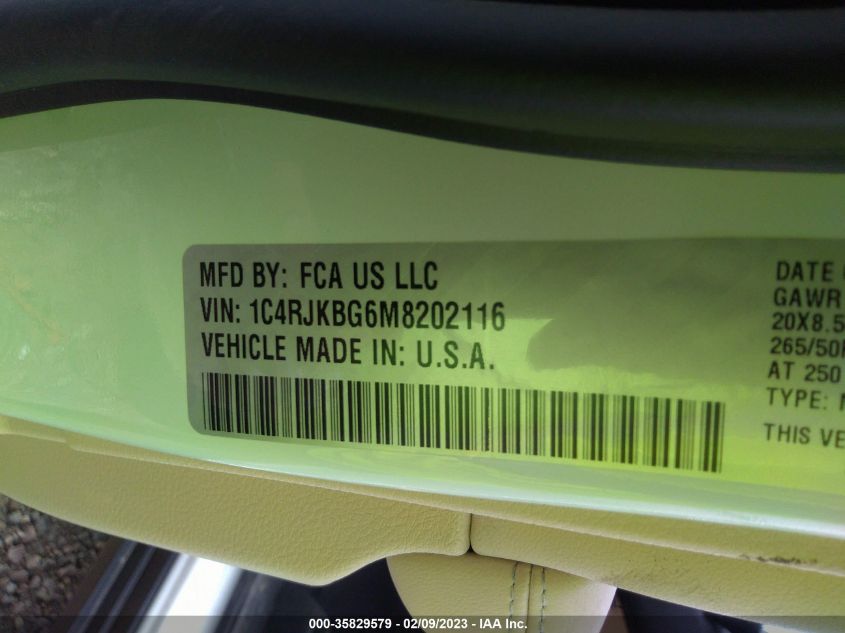 MFD BY: FCA US LLC
VIN: 1C4RJKBG6M8202116
VEHICLE MADE IN: U.S.A.
DATE
GAWR
20X8.5
265/50
AT 250
TYPE:
THIS
000-35829579 - 02/09/2023 - IAA Inc.